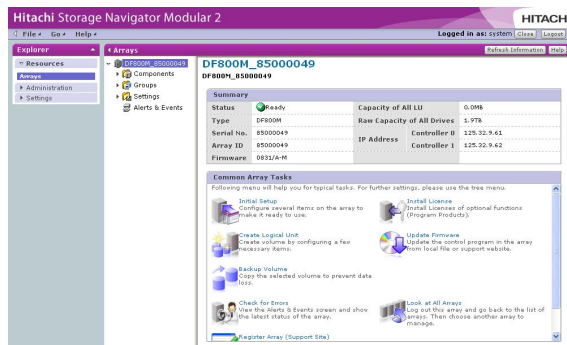 Hitachi Storage Navigator Modular 2
HITACH
File Go Help
Logged in as: system Close Logout
Explorer
Arrays
Refresh Information Help
Resources
Arrays
Administration
Settings
DF800M_85000049
Components
Groups
Settings
Alerts & Events
DF800M_85000049
DF800M_85000049
Summary
Status Ready Capacity of All LU 0.0MB
Type DF800M Raw Capacity of All Drives 1.9TB
Serial No. 85000049 IP Address Controller 0 125.32.9.61
Array ID 85000049 Controller 1 125.32.9.62
Firmware 0831/A-M
Common Array Tasks
Following menu will help you for typical tasks. For further settings, please use the tree menu.
Initial Setup
Configure several items on the array to
make it ready to use.
Install License
Install Licenses of optional functions
(Program Products).
Create Logical Unit
Create volume by configuring a few
necessary items.
Update Firmware
Update the control program in the array
from local file or support website.
Backup Volume
Copy the selected volume to prevent data
loss.
Check for Errors
View the Alerts & Events screen and show
the latest status of the array.
Look at All Arrays
Log out this array and go back to the list of
arrays. Then choose another array to
manage.
Register Array (Support Site)